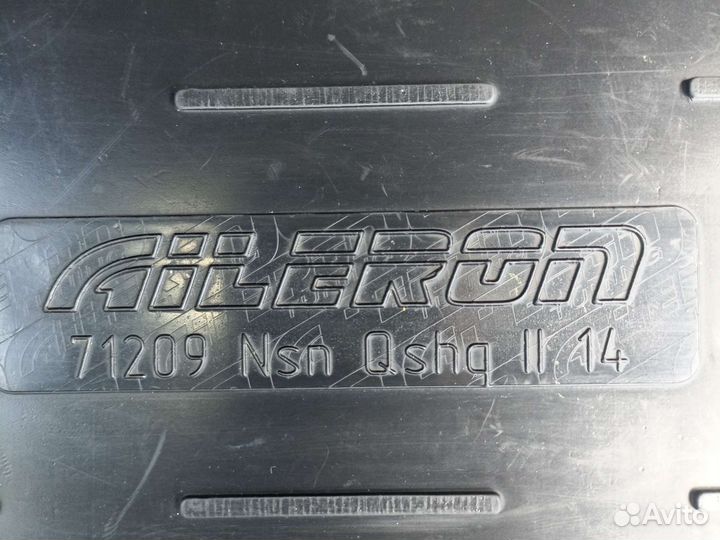 AILERON
71209 Nsn Qshq II 14
Avito